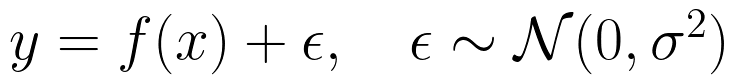 y = f(x) + ϵ,  ϵ ∼ 𝒩(0, σ²)